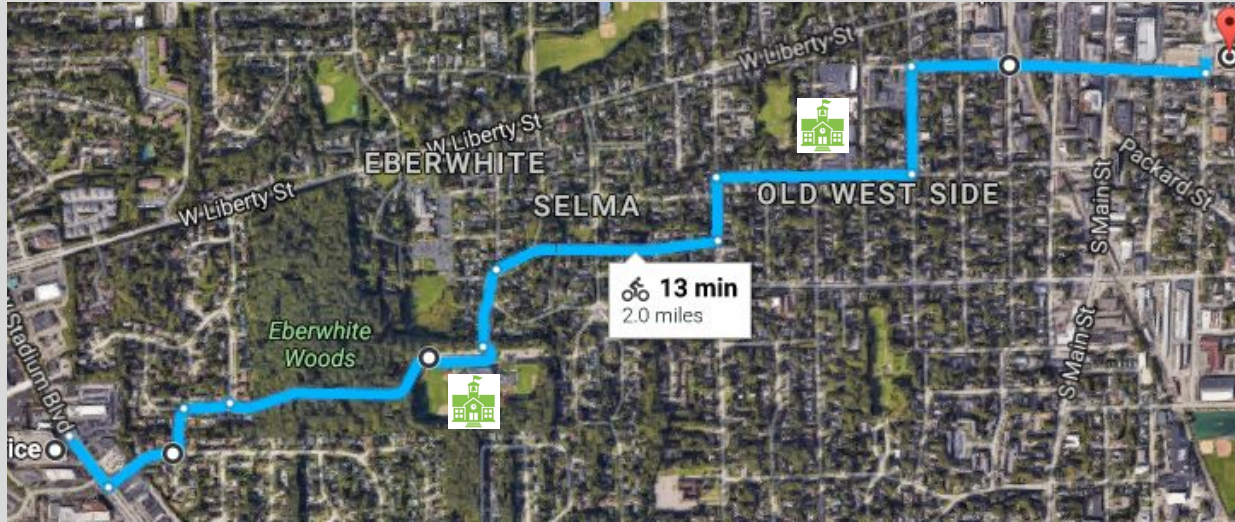 W Liberty St
W Liberty St
EBERWHITE
W Liberty St
SELMA
OLD WEST SIDE
Packard St
S Main St
13 min
2.0 miles
Eberwhite
Woods
S Main St
Stadium Blvd
ice